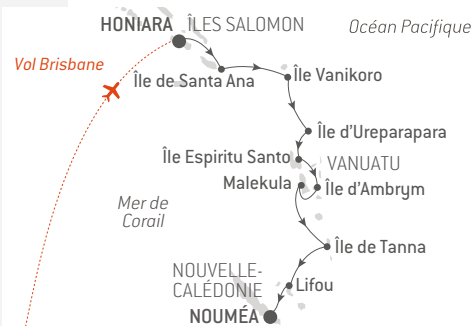 HONIARA ÎLES SALOMON
Océan Pacifique
Vol Brisbane
Île de Santa Ana
Île Vanikoro
Île d'Ureparapara
Île Espiritu Santo
VANUATU
Malekula
Île d'Ambrym
Mer de
Corail
Île de Tanna
NOUVELLE-
CALÉDONIE
Lifou
NOUMÉA